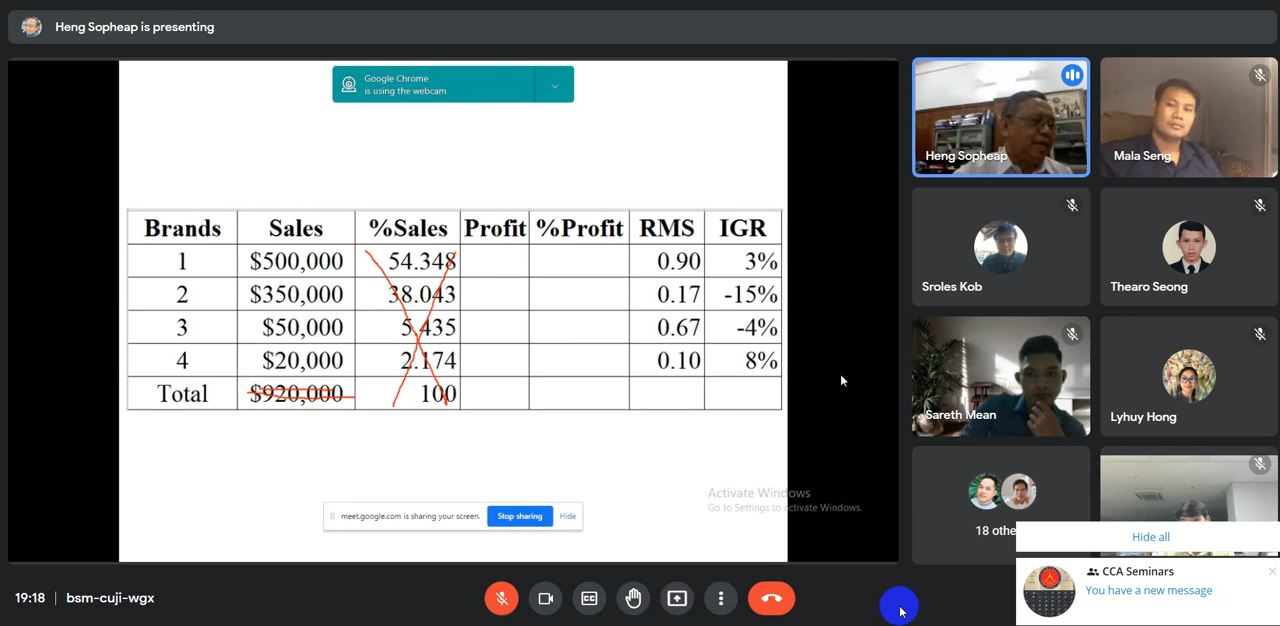 Heng Sopheap is presenting
Google Chrome
is using the webcam
Brands Sales %Sales Profit %Profit RMS IGR
1 $500,000 54.348 0.90 3%
2 $350,000 38.043 0.17 -15%
3 $50,000 5.435 0.67 -4%
4 $20,000 2.174 0.10 8%
Total $920,000 100
Activate Windows
Go to Settings to activate Windows.
meet.google.com is sharing your screen. Stop sharing Hide
Heng Sopheap
Mala Seng
Sroles Kob
Thearo Seong
Sareth Mean
Lyhuy Hong
18 othe
Hide all
CCA Seminars
You have a new message
19:18 | bsm-cuji-wgx
CC